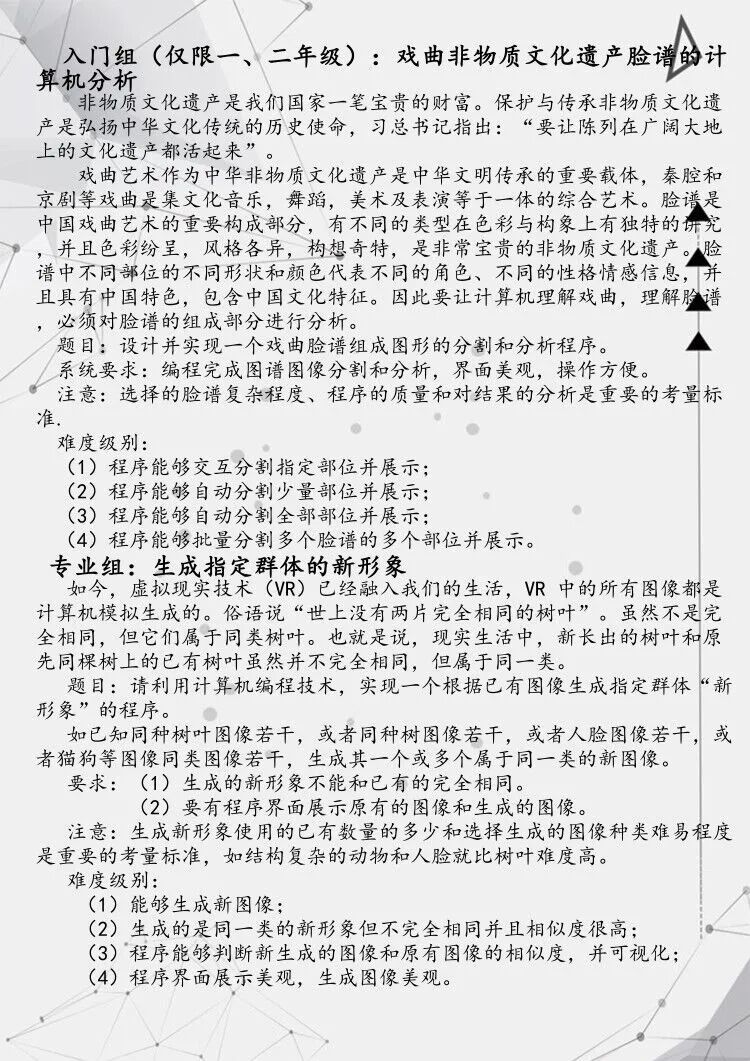 入门组（仅限一、二年级）：戏曲非物质文化遗产脸谱的计
算机分析
非物质文化遗产是我们国家一笔宝贵的财富。保护与传承非物质文化遗
产是弘扬中华文化传统的历史使命，习总书记指出：“要让陈列在广阔大地
上的文化遗产都活起来”。
戏曲艺术作为中华非物质文化遗产是中华文明传承的重要载体，秦腔和
京剧等戏曲是集文化音乐，舞蹈，美术及表演等于一体的综合艺术。脸谱是
中国戏曲艺术的重要构成部分，有不同的类型在色彩与构象上有独特的研究
，并且色彩纷呈，风格各异，构想奇特，是非常宝贵的非物质文化遗产。脸
谱中不同部位的不同形状和颜色代表不同的角色、不同的性格情感信息，并
且具有中国特色，包含中国文化特征。因此要让计算机理解戏曲，理解脸谱
，必须对脸谱的组成部分进行分析。
题目：设计并实现一个戏曲脸谱组成图形的分割和分析程序。
系统要求：编程完成图谱图像分割和分析，界面美观，操作方便。
注意：选择的脸谱复杂程度、程序的质量和对结果的分析是重要的考量标
准.
难度级别：
（1）程序能够交互分割指定部位并展示；
（2）程序能够自动分割少量部位并展示；
（3）程序能够自动分割全部部位并展示；
（4）程序能够批量分割多个脸谱的多个部位并展示。
专业组：生成指定群体的新形象
如今，虚拟现实技术（VR）已经融入我们的生活，VR 中的所有图像都是
计算机模拟生成的。俗语说“世上没有两片完全相同的树叶”。虽然不是完
全相同，但它们属于同类树叶。也就是说，现实生活中，新长出的树叶和原
先同棵树上的已有树叶虽然并不完全相同，但属于同一类。
题目：请利用计算机编程技术，实现一个根据已有图像生成指定群体“新
形象”的程序。
如已知同种树叶图像若干，或者同种树图像若干，或者人脸图像若干，或
者猫狗等图像同类图像若干，生成其一个或多个属于同一类的新图像。
要求：（1）生成的新形象不能和已有的完全相同。
（2）要有程序界面展示原有的图像和生成的图像。
注意：生成新形象使用的已有数量的多少和选择生成的图像种类难易程度
是重要的考量标准，如结构复杂的动物和人脸就比树叶难度高。
难度级别：
（1）能够生成新图像；
（2）生成的是同一类的新形象但不完全相同并且相似度很高；
（3）程序能够判断新生成的图像和原有图像的相似度，并可视化；
（4）程序界面展示美观，生成图像美观。